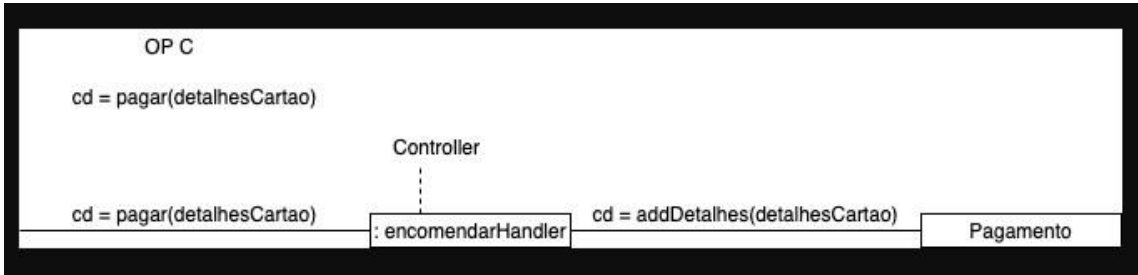 OP C
cd = pagar(detalhesCartao)
Controller
cd = pagar(detalhesCartao)
: encomendarHandler
cd = addDetalhes(detalhesCartao)
Pagamento